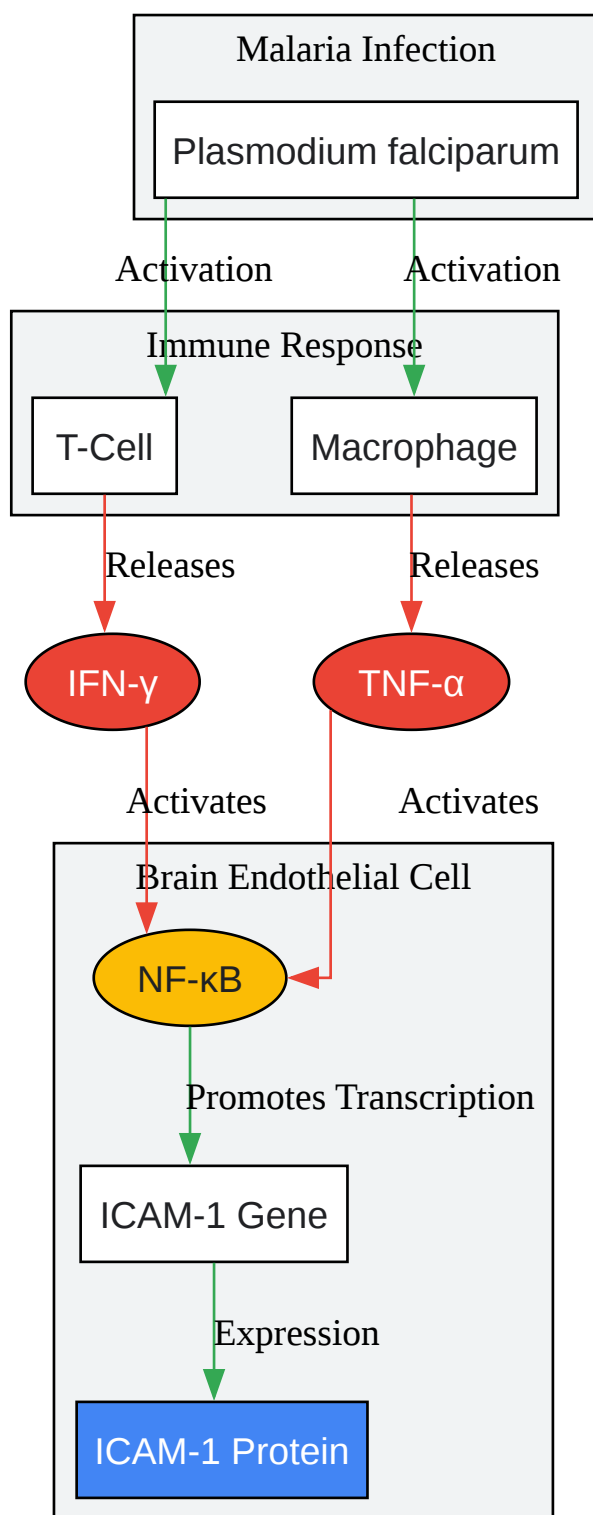 Malaria Infection
Plasmodium falciparum
Activation
Activation
Immune Response
T-Cell
Macrophage
Releases
Releases
IFN-γ
TNF-α
Activates
Activates
Brain Endothelial Cell
NF-κB
Promotes Transcription
ICAM-1 Gene
Expression
ICAM-1 Protein